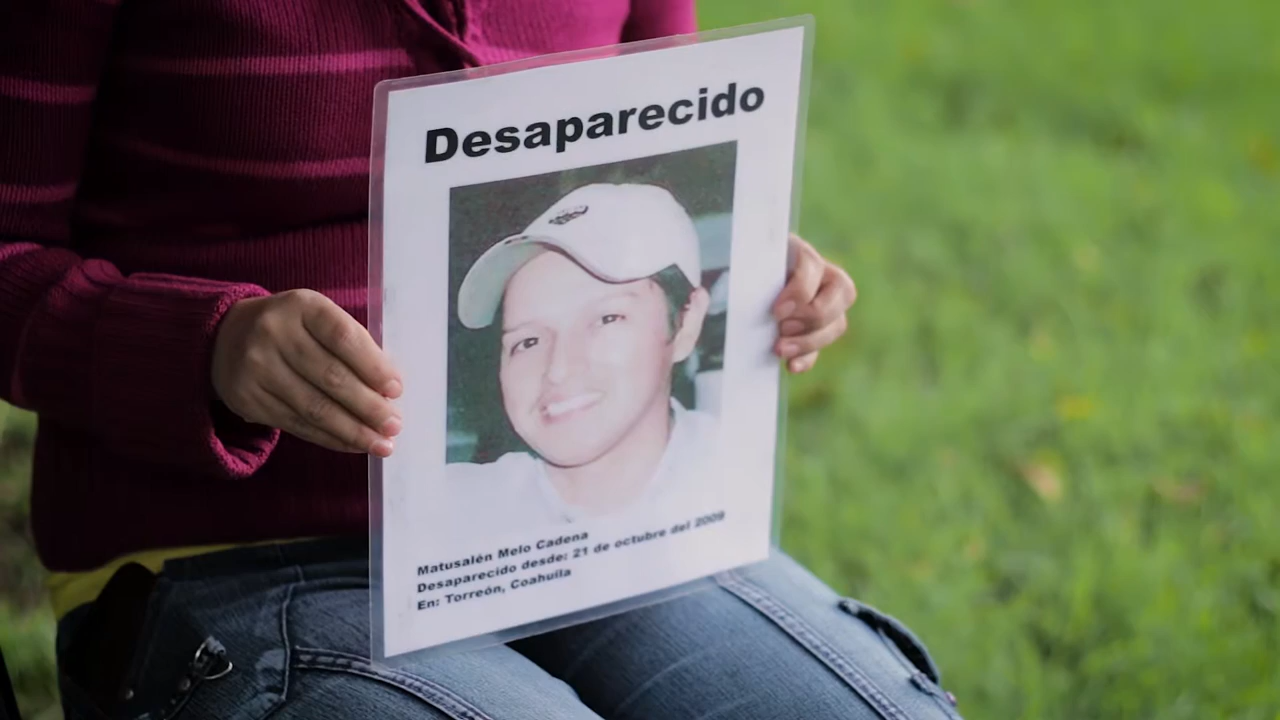 Desaparecido
Matusalén Melo Cadena
Desaparecido desde: 21 de octubre del 2009
En: Torreón, Coahuila